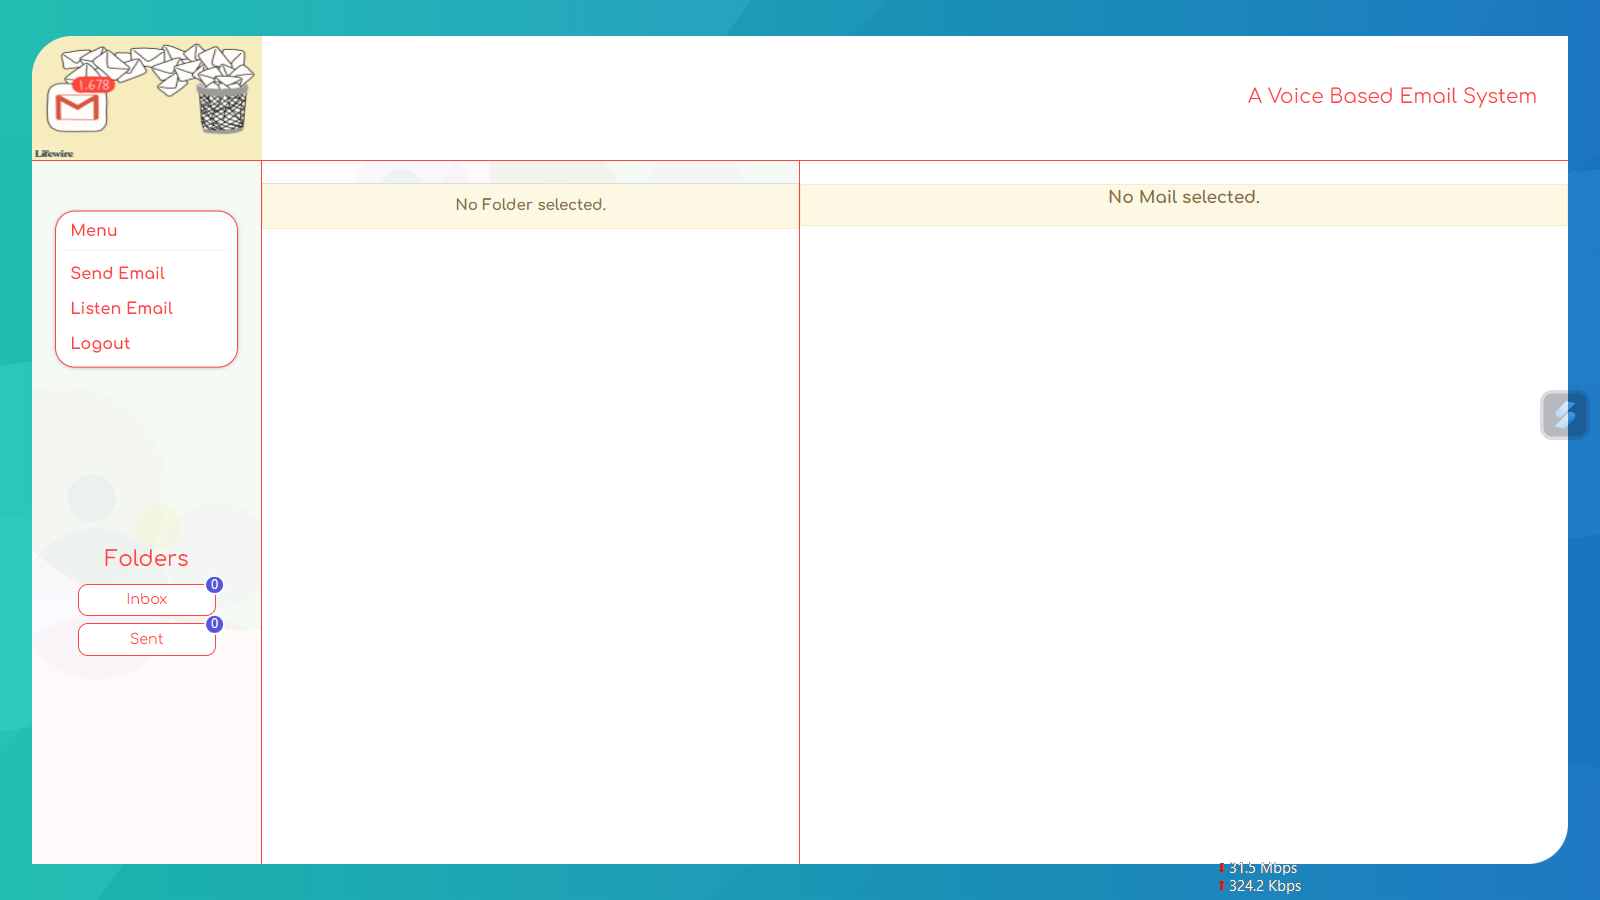 1.678
Lifewire
A Voice Based Email System
Menu
Send Email
Listen Email
Logout
Folders
Inbox
0
Sent
0
No Folder selected.
No Mail selected.
31.5 Mbps
324.2 Kbps